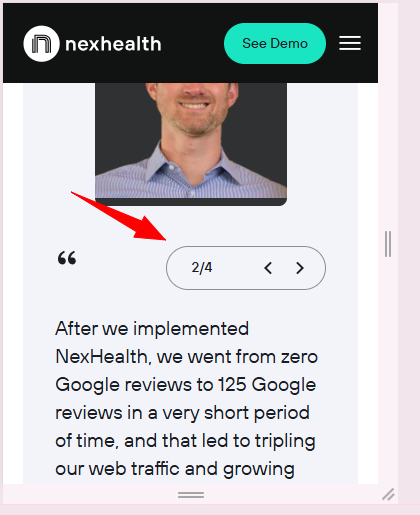 nexhealth
See Demo
“
2/4
After we implemented
NexHealth, we went from zero
Google reviews to 125 Google
reviews in a very short period
of time, and that led to tripling
our web traffic and growing